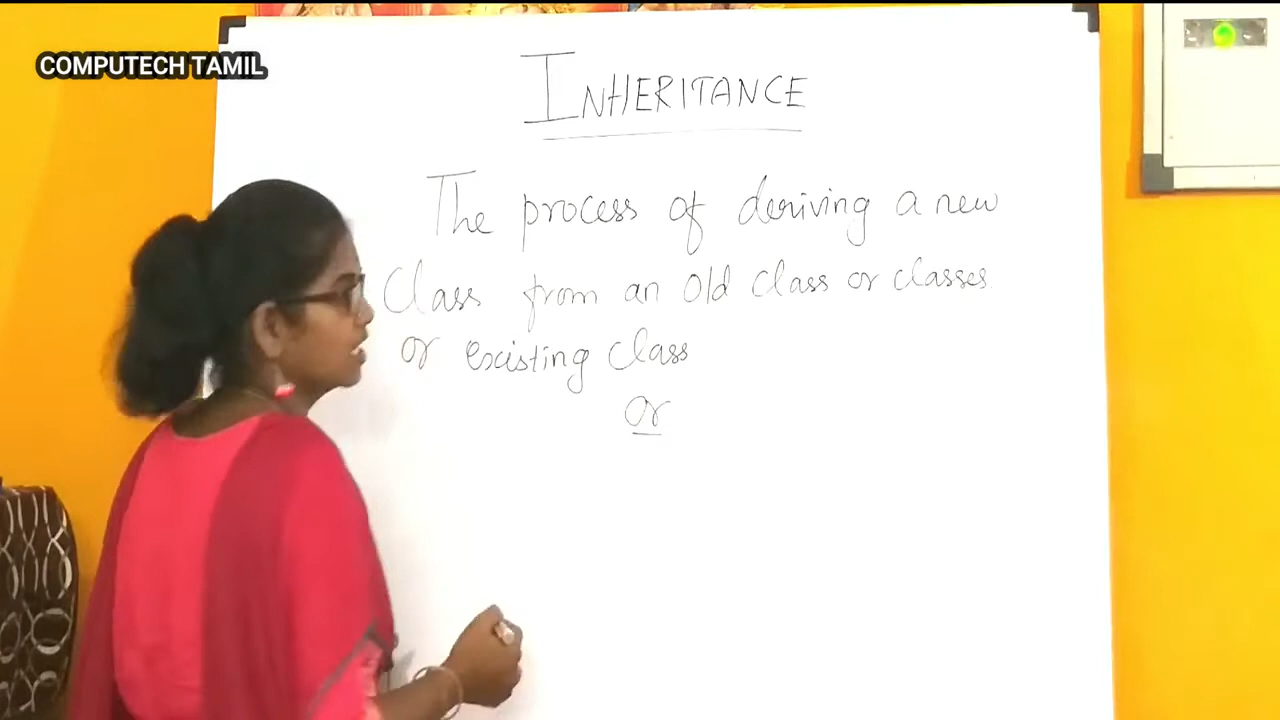 COMPUTECH TAMIL
INHERITANCE
The process of deriving a new
class from an old class or classes
or existing class
or